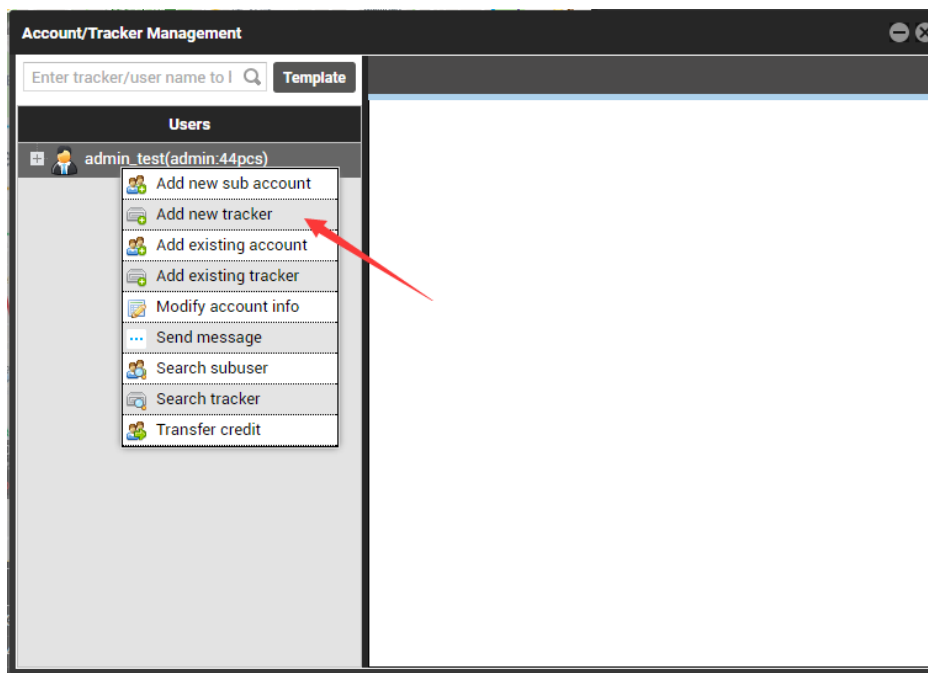 Account/Tracker Management
Enter tracker/user name to
Template
Users
admin_test(admin:44pcs)
Add new sub account
Add new tracker
Add existing account
Add existing tracker
Modify account info
Send message
Search subuser
Search tracker
Transfer credit